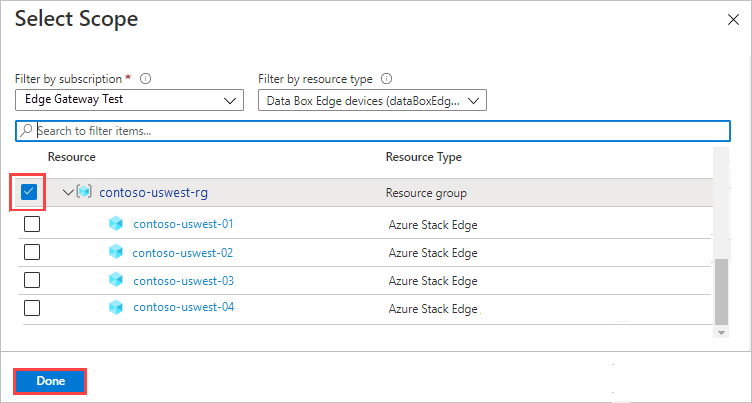 Select Scope
Filter by subscription *
Filter by resource type
Edge Gateway Test
Data Box Edge devices (dataBoxEdg...
Search to filter items...
Resource Resource Type
contoso-uswest-rg Resource group
contoso-uswest-01 Azure Stack Edge
contoso-uswest-02 Azure Stack Edge
contoso-uswest-03 Azure Stack Edge
contoso-uswest-04 Azure Stack Edge
Done